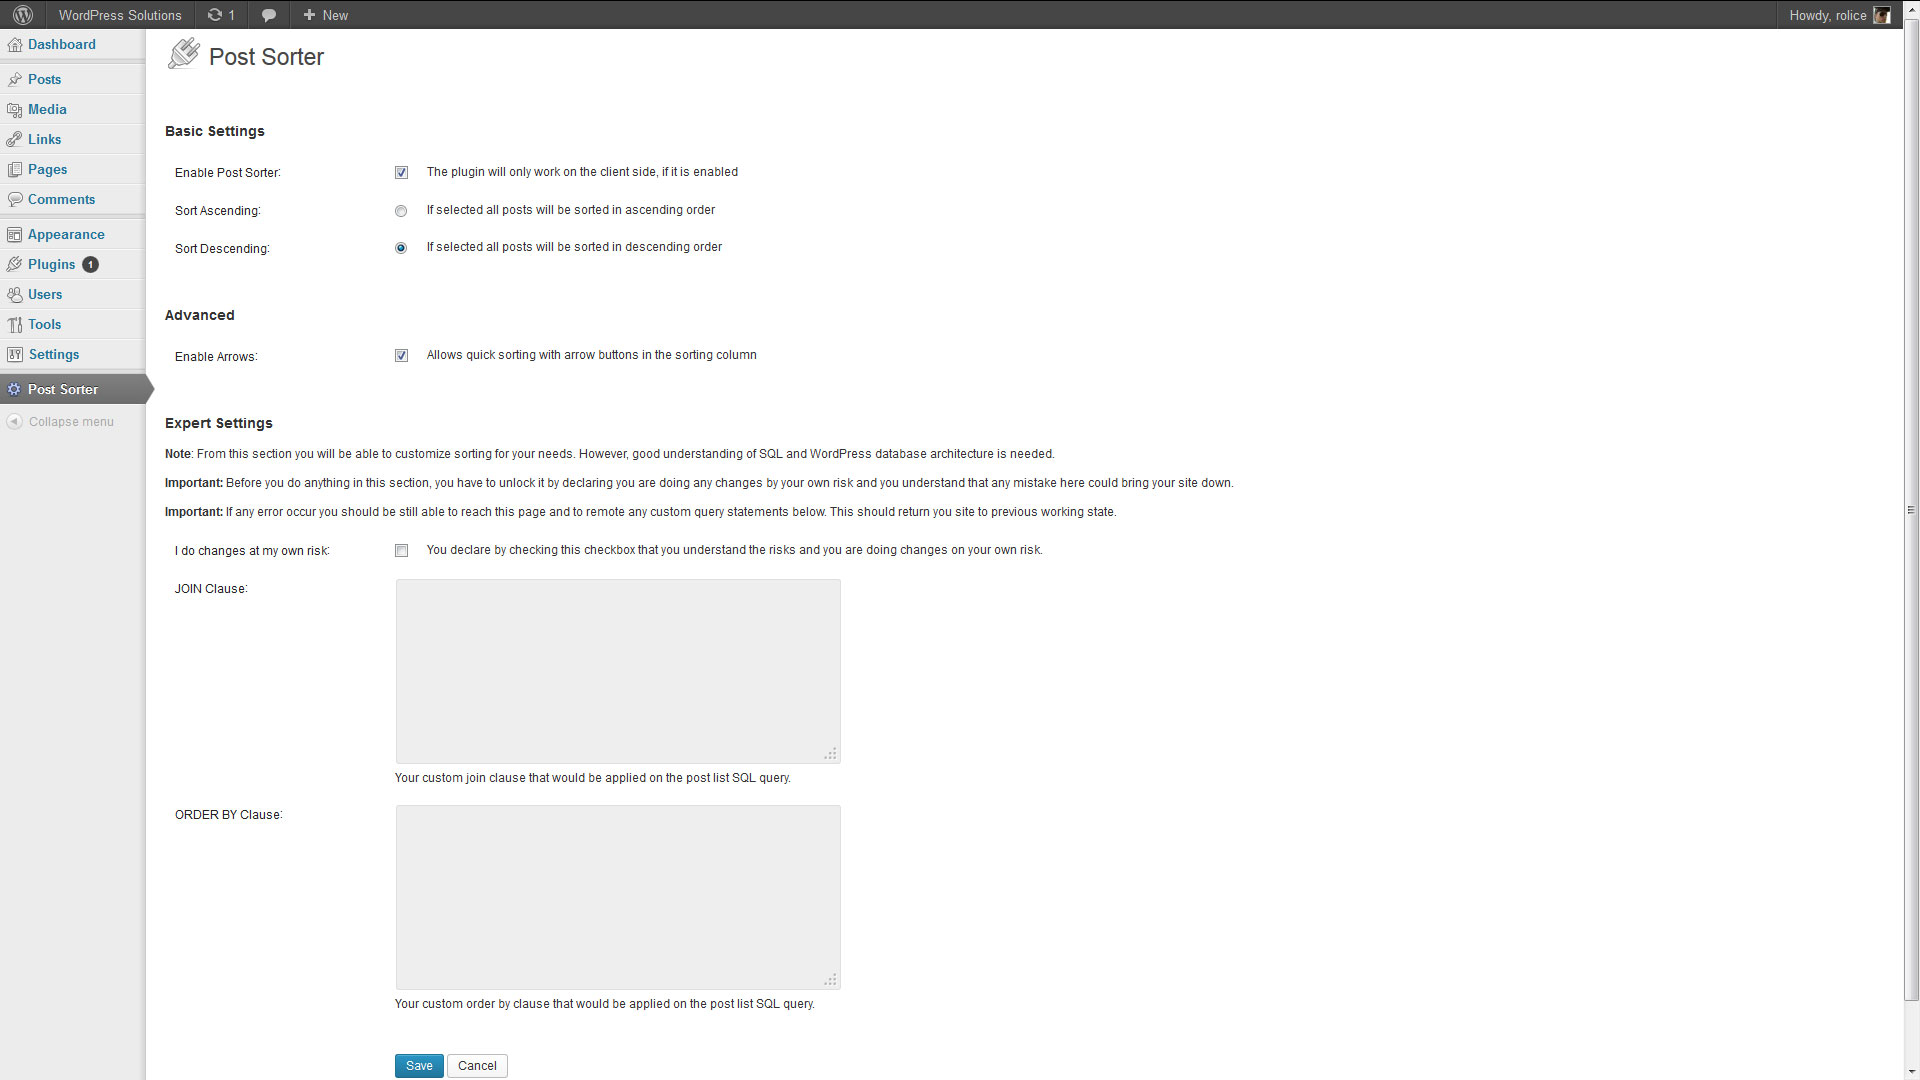 WordPress Solutions 1 New Howdy, rolice
Dashboard
Posts
Media
Links
Pages
Comments
Appearance
Plugins 1
Users
Tools
Settings
Post Sorter
Collapse menu
Post Sorter
Basic Settings
Enable Post Sorter: The plugin will only work on the client side, if it is enabled
Sort Ascending: If selected all posts will be sorted in ascending order
Sort Descending: If selected all posts will be sorted in descending order
Advanced
Enable Arrows: Allows quick sorting with arrow buttons in the sorting column
Expert Settings
Note: From this section you will be able to customize sorting for your needs. However, good understanding of SQL and WordPress database architecture is needed.
Important: Before you do anything in this section, you have to unlock it by declaring you are doing any changes by your own risk and you understand that any mistake here could bring your site down.
Important: If any error occur you should be still able to reach this page and to remote any custom query statements below. This should return you site to previous working state.
I do changes at my own risk: You declare by checking this checkbox that you understand the risks and you are doing changes on your own risk.
JOIN Clause:
Your custom join clause that would be applied on the post list SQL query.
ORDER BY Clause:
Your custom order by clause that would be applied on the post list SQL query.
Save Cancel